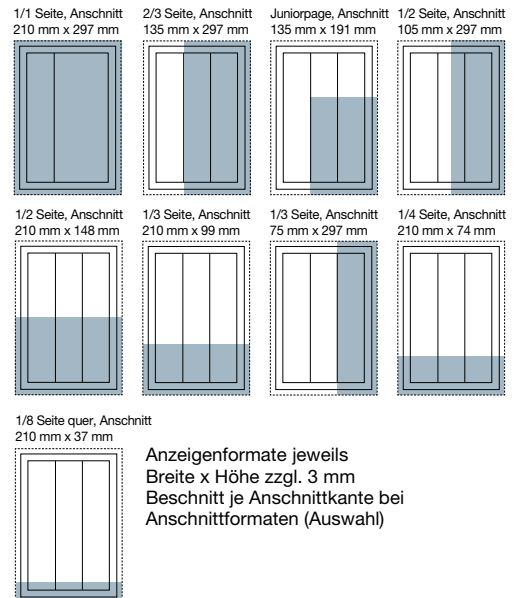 1/1 Seite, Anschnitt
210 mm x 297 mm
2/3 Seite, Anschnitt
135 mm x 297 mm
Juniorpage, Anschnitt
135 mm x 191 mm
1/2 Seite, Anschnitt
105 mm x 297 mm
1/2 Seite, Anschnitt
210 mm x 148 mm
1/3 Seite, Anschnitt
210 mm x 99 mm
1/3 Seite, Anschnitt
75 mm x 297 mm
1/4 Seite, Anschnitt
210 mm x 74 mm
1/8 Seite quer, Anschnitt
210 mm x 37 mm
Anzeigenformate jeweils
Breite x Höhe zzgl. 3 mm
Beschnitt je Anschnittkante bei
Anschnittformaten (Auswahl)